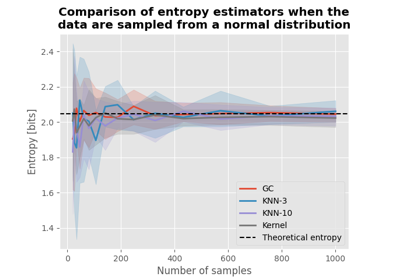 Comparison of entropy estimators when the
data are sampled from a normal distribution
Entropy [bits]
2.4
2.2
2.0
1.8
1.6
1.4
GC
KNN-3
KNN-10
Kernel
Theoretical entropy
0
200
400
600
800
1000
Number of samples